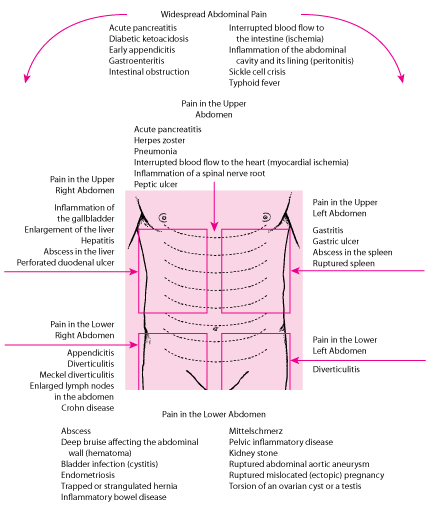 Widespread Abdominal Pain
Acute pancreatitis
Diabetic ketoacidosis
Early appendicitis
Gastroenteritis
Intestinal obstruction
Interrupted blood flow to
the intestine (ischemia)
Inflammation of the abdominal
cavity and its lining (peritonitis)
Sickle cell crisis
Typhoid fever
Pain in the Upper
Abdomen
Acute pancreatitis
Herpes zoster
Pneumonia
Interrupted blood flow to the heart (myocardial ischemia)
Inflammation of a spinal nerve root
Peptic ulcer
Pain in the Upper
Right Abdomen
Inflammation of
the gallbladder
Enlargement of the liver
Hepatitis
Abscess in the liver
Perforated duodenal ulcer
Pain in the Upper
Left Abdomen
Gastritis
Gastric ulcer
Abscess in the spleen
Ruptured spleen
Pain in the Lower
Right Abdomen
Appendicitis
Diverticulitis
Meckel diverticulitis
Enlarged lymph nodes
in the abdomen
Crohn disease
Pain in the Lower
Left Abdomen
Diverticulitis
Pain in the Lower Abdomen
Abscess
Deep bruise affecting the abdominal
wall (hematoma)
Bladder infection (cystitis)
Endometriosis
Trapped or strangulated hernia
Inflammatory bowel disease
Mittelschmerz
Pelvic inflammatory disease
Kidney stone
Ruptured abdominal aortic aneurysm
Ruptured mislocated (ectopic) pregnancy
Torsion of an ovarian cyst or a testis